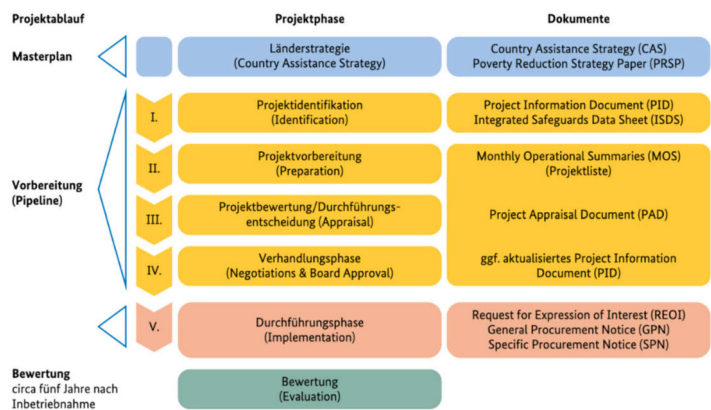 Projektablauf
Projektphase
Dokumente
Masterplan
Länderstrategie
(Country Assistance Strategy)
Country Assistance Strategy (CAS)
Poverty Reduction Strategy Paper (PRSP)
Vorbereitung
(Pipeline)
I.
Projektidentifikation
(Identification)
Project Information Document (PID)
Integrated Safeguards Data Sheet (ISDS)
II.
Projektvorbereitung
(Preparation)
Monthly Operational Summaries (MOS)
(Projektliste)
III.
Projektbewertung/Durchführungs-
entscheidung (Appraisal)
Project Appraisal Document (PAD)
IV.
Verhandlungsphase
(Negotiations & Board Approval)
ggf. aktualisiertes Project Information
Document (PID)
V.
Durchführungsphase
(Implementation)
Request for Expression of Interest (REOI)
General Procurement Notice (GPN)
Specific Procurement Notice (SPN)
Bewertung
circa fünf Jahre nach
Inbetriebnahme
Bewertung
(Evaluation)